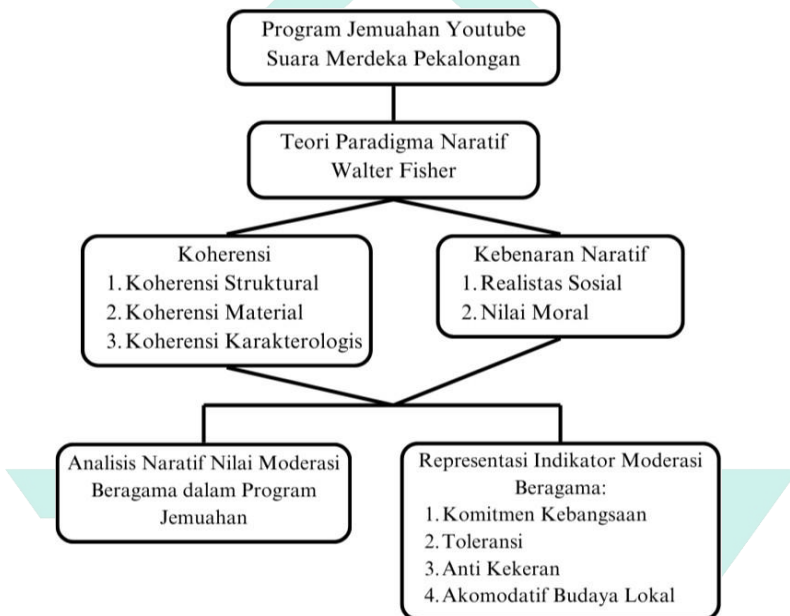 Program Jemuahan Youtube
Suara Merdeka Pekalongan
Teori Paradigma Naratif
Walter Fisher
Koherensi
1. Koherensi Struktural
2. Koherensi Material
3. Koherensi Karakterologis
Kebenaran Naratif
1. Realistas Sosial
2. Nilai Moral
Analisis Naratif Nilai Moderasi
Beragama dalam Program
Jemuahan
Representasi Indikator Moderasi
Beragama:
1. Komitmen Kebangsaan
2. Toleransi
3. Anti Kekeran
4. Akomodatif Budaya Lokal